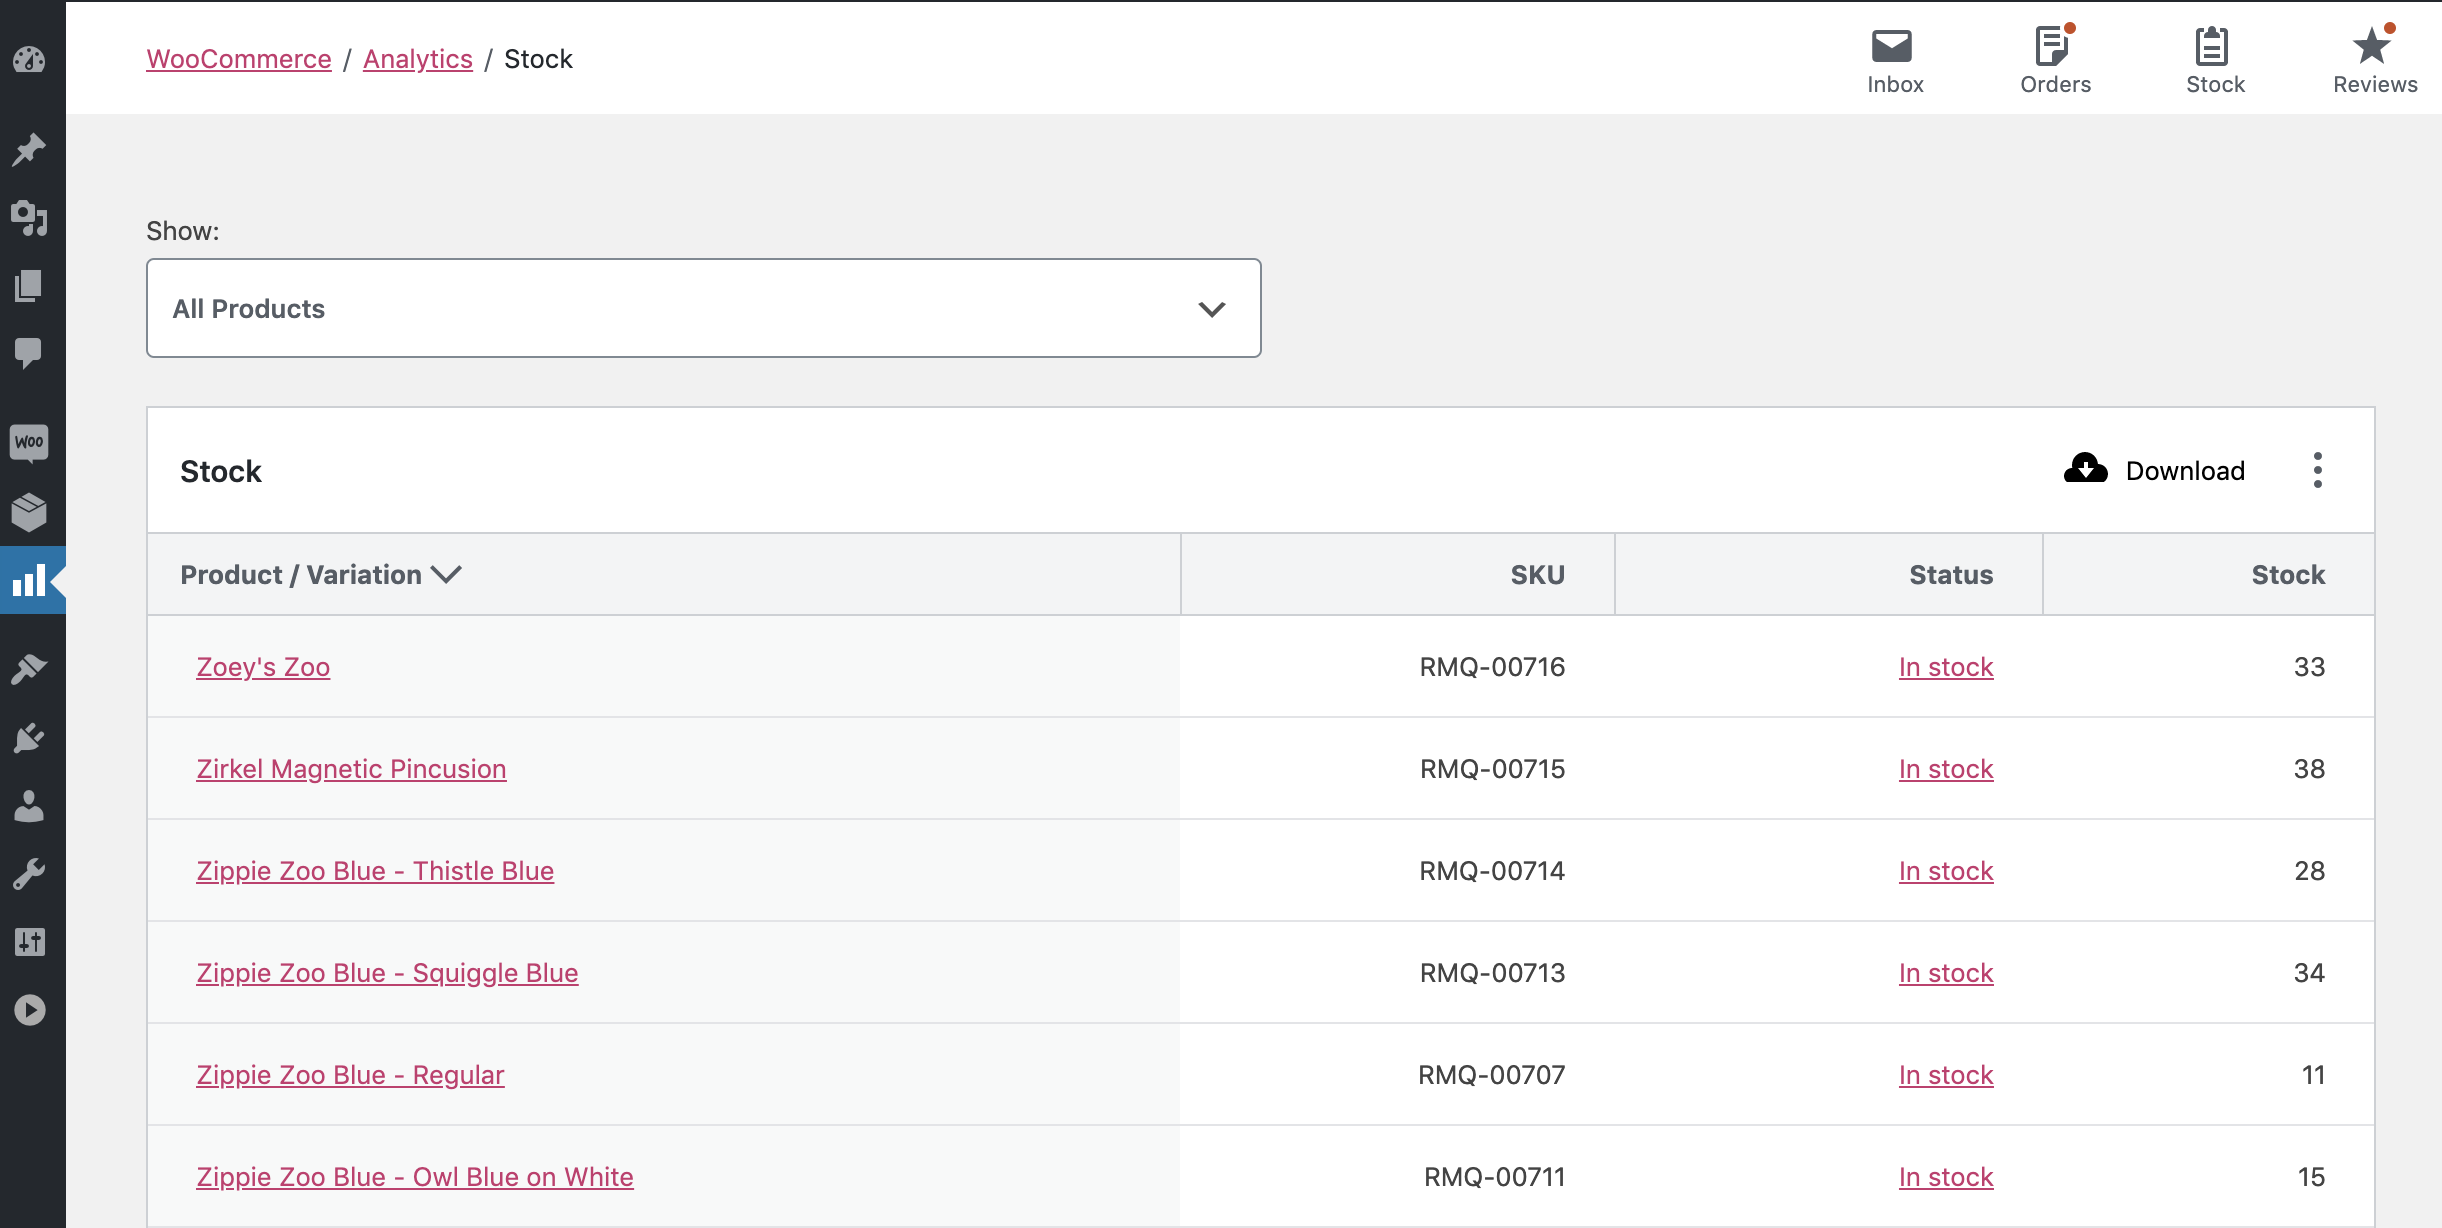 WooCommerce / Analytics / Stock
Inbox
Orders
Stock
Reviews
Show:
All Products
Woo
Stock
Download
Product / Variation SKU Status Stock
Zoey's Zoo RMQ-00716 In stock 33
Zirkel Magnetic Pincusion RMQ-00715 In stock 38
Zippie Zoo Blue - Thistle Blue RMQ-00714 In stock 28
Zippie Zoo Blue - Squiggle Blue RMQ-00713 In stock 34
Zippie Zoo Blue - Regular RMQ-00707 In stock 11
Zippie Zoo Blue - Owl Blue on White RMQ-00711 In stock 15